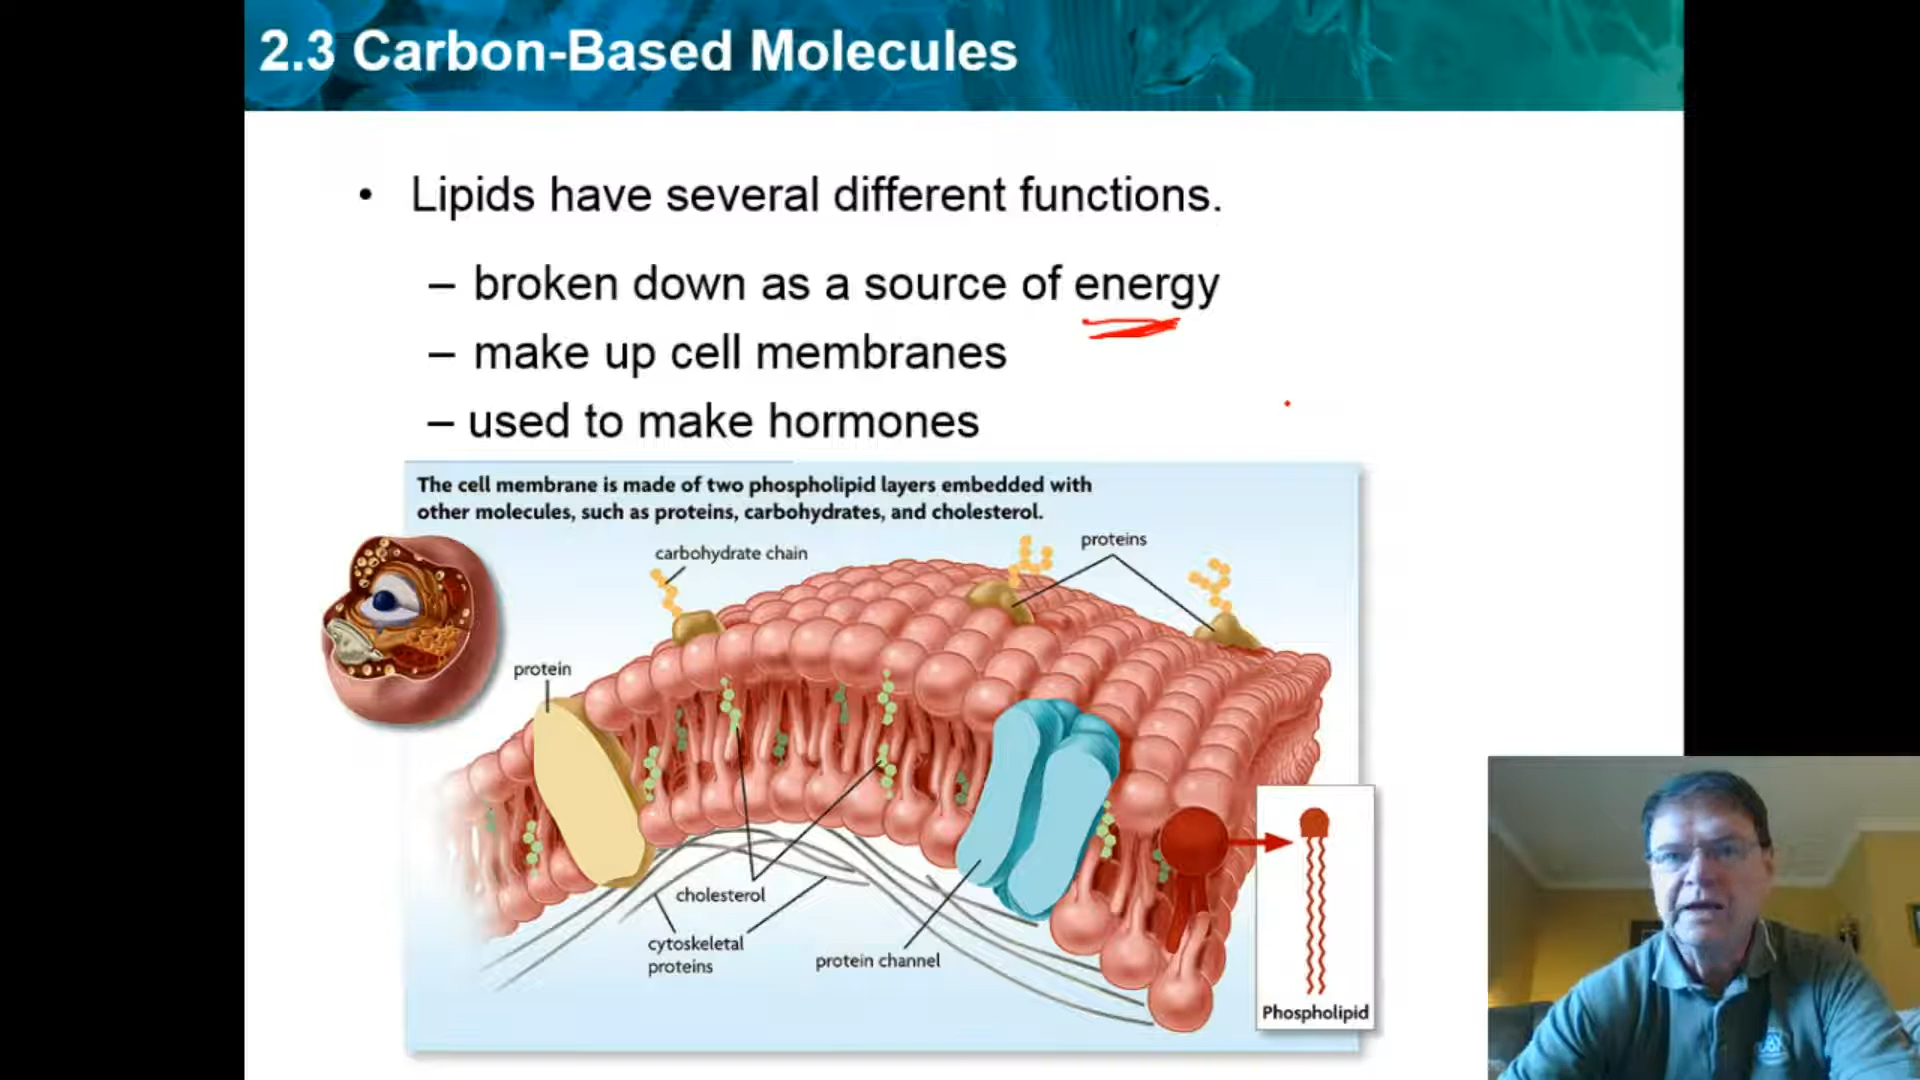 2.3 Carbon-Based Molecules
• Lipids have several different functions.
– broken down as a source of energy
– make up cell membranes
– used to make hormones
The cell membrane is made of two phospholipid layers embedded with
other molecules, such as proteins, carbohydrates, and cholesterol.
carbohydrate chain
proteins
protein
cholesterol
cytoskeletal
proteins
protein channel
Phospholipid